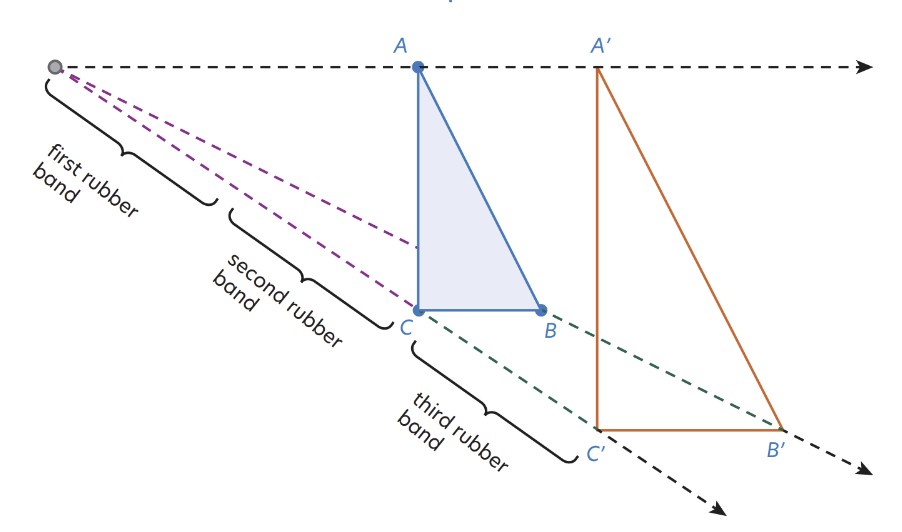 A
A′
first rubber
band
second rubber
band
C
B
third rubber
band
C′
B′